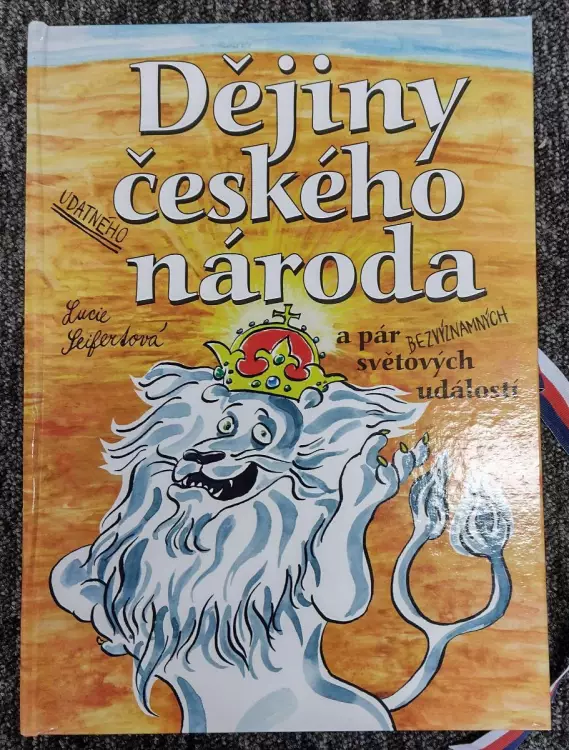 Dějiny
UDATNÉHO
českého
národa
Lucie
Seifertová
a pár BEZVÝZNAMNÝCH
světových
událostí